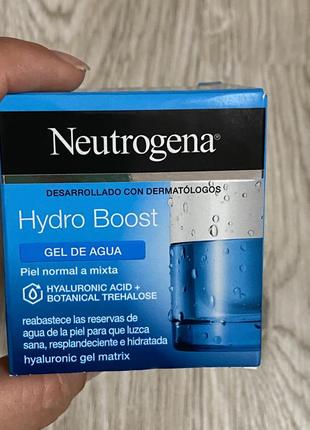 Neutrogena®
DESARROLLADO CON DERMATÓLOGOS
Hydro Boost
GEL DE AGUA
Piel normal a mixta
HYALURONIC ACID +
BOTANICAL TREHALOSE
reabastece las reservas de
agua de la piel para que luzca
sana, resplandeciente e hidratada
hyaluronic gel matrix